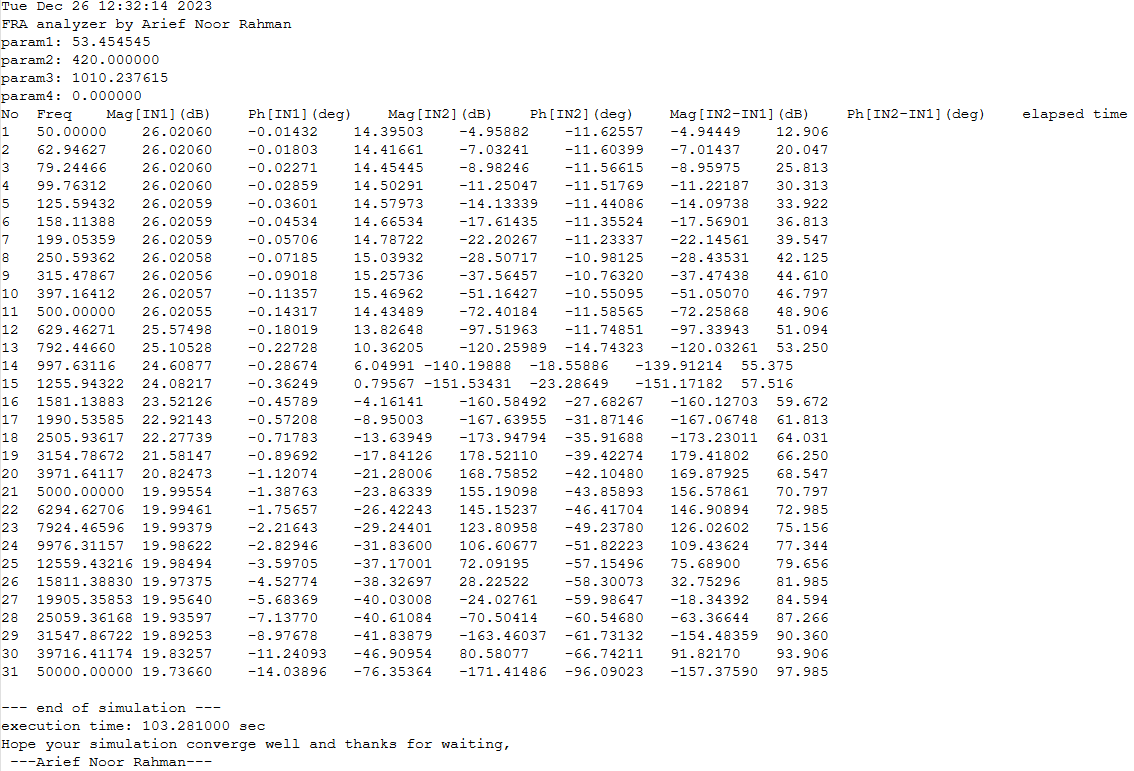 Tue Dec 26 12:32:14 2023
FRA analyzer by Arief Noor Rahman
param1: 53.454545
param2: 420.000000
param3: 1010.237615
param4: 0.000000
No Freq Mag[IN1](dB) Ph[IN1](deg) Mag[IN2](dB) Ph[IN2](deg) Mag[IN2-IN1](dB) Ph[IN2-IN1](deg) elapsed time
1 50.00000 26.02060 -0.01432 14.39503 -4.95882 -11.62557 -4.94449 12.906
2 62.94627 26.02060 -0.01803 14.41661 -7.03241 -11.60399 -7.01437 20.047
3 79.24466 26.02060 -0.02271 14.45445 -8.98246 -11.56615 -8.95975 25.813
4 99.76312 26.02060 -0.02859 14.50291 -11.25047 -11.51769 -11.22187 30.313
5 125.59432 26.02059 -0.03601 14.57973 -14.13339 -11.44086 -14.09738 33.922
6 158.11388 26.02059 -0.04534 14.66534 -17.61435 -11.35524 -17.56901 36.813
7 199.05359 26.02059 -0.05706 14.78722 -22.20267 -11.23337 -22.14561 39.547
8 250.59362 26.02058 -0.07185 15.03932 -28.50717 -10.98125 -28.43531 42.125
9 315.47867 26.02056 -0.09018 15.25736 -37.56457 -10.76320 -37.47438 44.610
10 397.16412 26.02057 -0.11357 15.46962 -51.16427 -10.55095 -51.05070 46.797
11 500.00000 26.02055 -0.14317 14.43489 -72.40184 -11.58565 -72.25868 48.906
12 629.46271 25.57498 -0.18019 13.82648 -97.51963 -11.74851 -97.33943 51.094
13 792.44660 25.10528 -0.22728 10.36205 -120.25989 -14.74323 -120.03261 53.250
14 997.63116 24.60877 -0.28674 6.04991 -140.19888 -18.55886 -139.91214 55.375
15 1255.94322 24.08217 -0.36249 0.79567 -151.53431 -23.28649 -151.17182 57.516
16 1581.13883 23.52126 -0.45789 -4.16141 -160.58492 -27.68267 -160.12703 59.672
17 1990.53585 22.92143 -0.57208 -8.95003 -167.63955 -31.87146 -167.06748 61.813
18 2505.93617 22.27739 -0.71783 -13.63949 -173.94794 -35.91688 -173.23011 64.031
19 3154.78672 21.58147 -0.89692 -17.84126 178.52110 -39.42274 179.41802 66.250
20 3971.64117 20.82473 -1.12074 -21.28006 168.75852 -42.10480 169.87925 68.547
21 5000.00000 19.99554 -1.38763 -23.86339 155.19098 -43.85893 156.57861 70.797
22 6294.62706 19.99461 -1.75657 -26.42243 145.15237 -46.41704 146.90894 72.985
23 7924.46596 19.99379 -2.21643 -29.24401 123.80958 -49.23780 126.02602 75.156
24 9976.31157 19.98622 -2.82946 -31.83600 106.60677 -51.82223 109.43624 77.344
25 12559.43216 19.98494 -3.59705 -37.17001 72.09195 -57.15496 75.68900 79.656
26 15811.38830 19.97375 -4.52774 -38.32697 28.22522 -58.30073 32.75296 81.985
27 19905.35853 19.95640 -5.68369 -40.03008 -24.02761 -59.98647 -18.34392 84.594
28 25059.36168 19.93597 -7.13770 -40.61084 -70.50414 -60.54680 -63.36644 87.266
29 31547.86722 19.89253 -8.97678 -41.83879 -163.46037 -61.73132 -154.48359 90.360
30 39716.41174 19.83257 -11.24093 -46.90954 80.58077 -66.74211 91.82170 93.906
31 50000.00000 19.73660 -14.03896 -76.35364 -171.41486 -96.09023 -157.37590 97.985
--- end of simulation ---
execution time: 103.281000 sec
Hope your simulation converge well and thanks for waiting,
---Arief Noor Rahman---